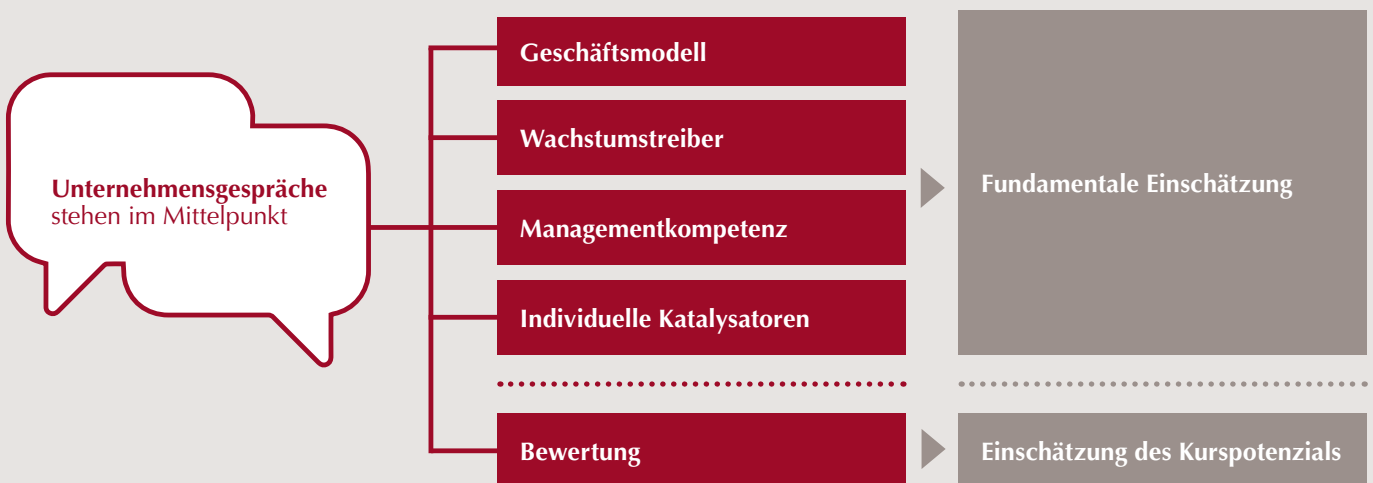 Unternehmensgespräche
stehen im Mittelpunkt
Geschäftsmodell
Wachstumstreiber
Managementkompetenz
Individuelle Katalysatoren
Fundamentale Einschätzung
Bewertung
Einschätzung des Kurspotenzials